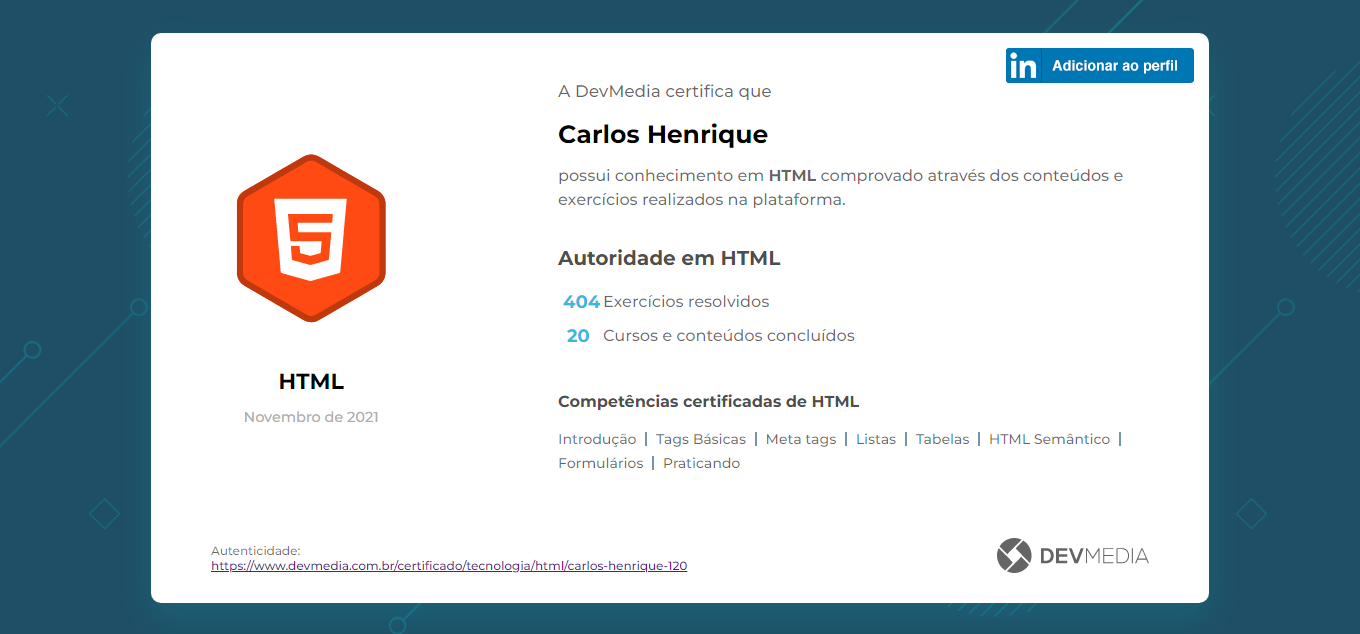 Adicionar ao perfil
A DevMedia certifica que
Carlos Henrique
possui conhecimento em HTML comprovado através dos conteúdos e
exercícios realizados na plataforma.
Autoridade em HTML
404 Exercícios resolvidos
20 Cursos e conteúdos concluídos
HTML
Novembro de 2021
Competências certificadas de HTML
Introdução | Tags Básicas | Meta tags | Listas | Tabelas | HTML Semântico |
Formulários | Praticando
Autenticidade:
https://www.devmedia.com.br/certificado/tecnologia/html/carlos-henrique-120
DEVMEDIA